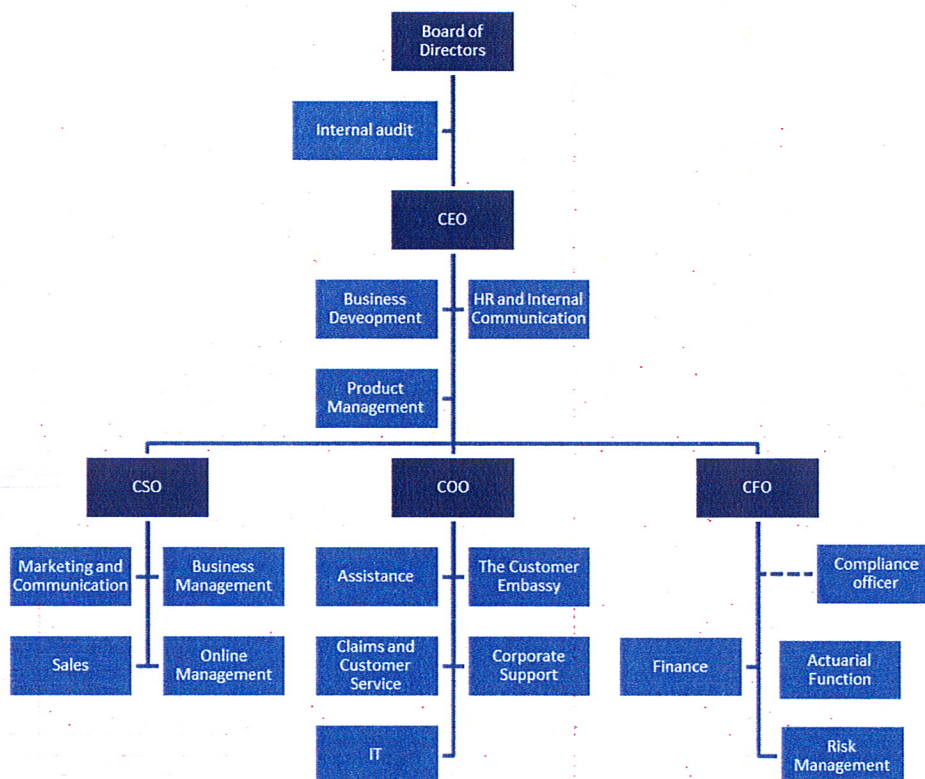 Board of
Directors
Internal audit
CEO
Business
Deveopment
HR and Internal
Communication
Product
Management
CSO
COO
CFO
Marketing and
Communication
Business
Management
Assistance
The Customer
Embassy
Compliance
officer
Sales
Online
Management
Claims and
Customer
Service
Corporate
Support
Finance
Actuarial
Function
IT
Risk
Management